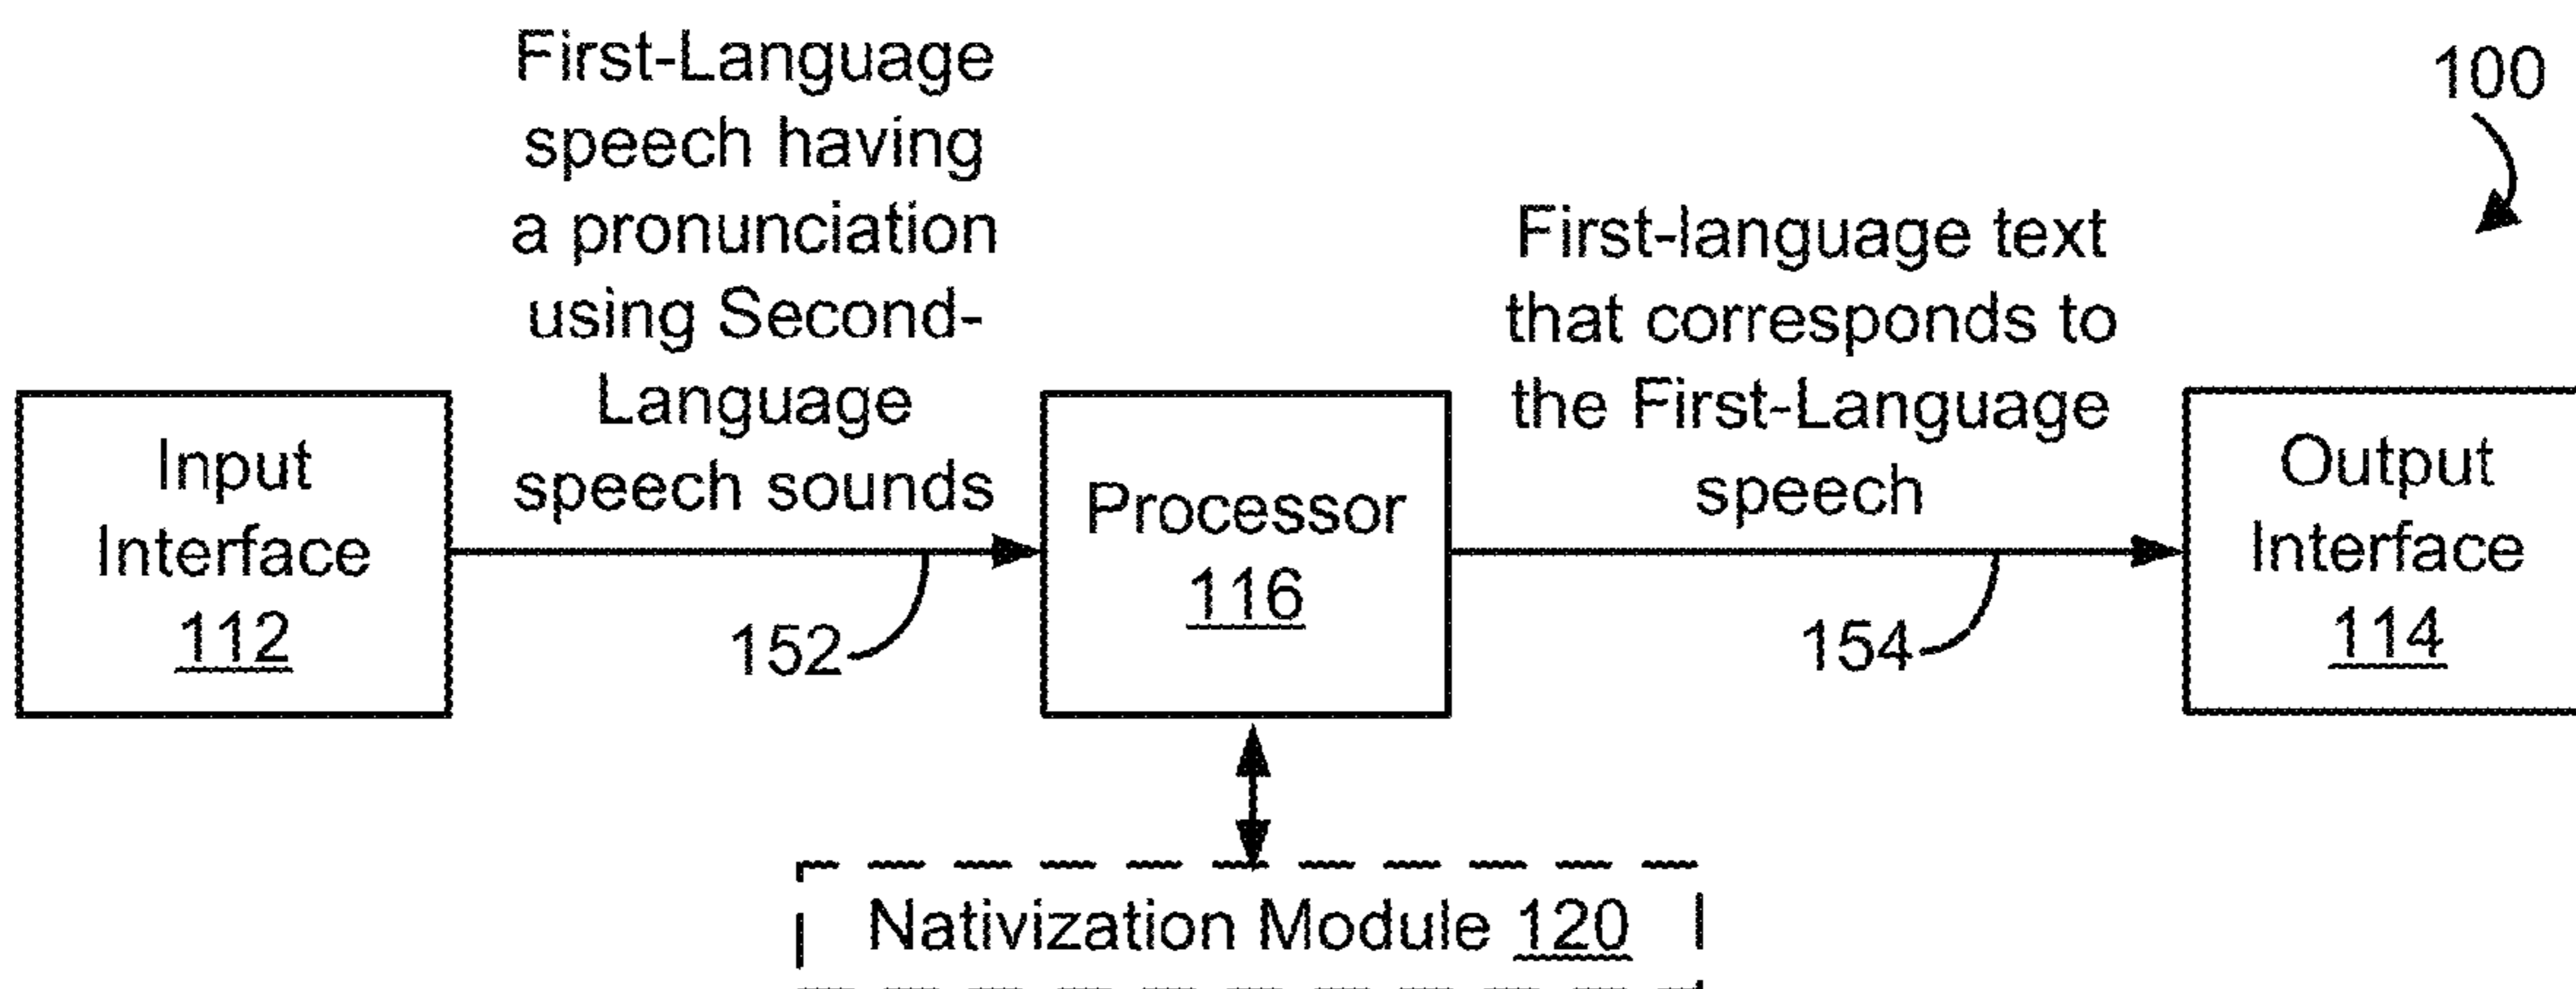 100
First-Language
speech having
a pronunciation
using Second-
Language
speech sounds
First-language text
that corresponds to
the First-Language
speech
Input
Interface
112
152
Processor
116
154
Output
Interface
114
Nativization Module 120